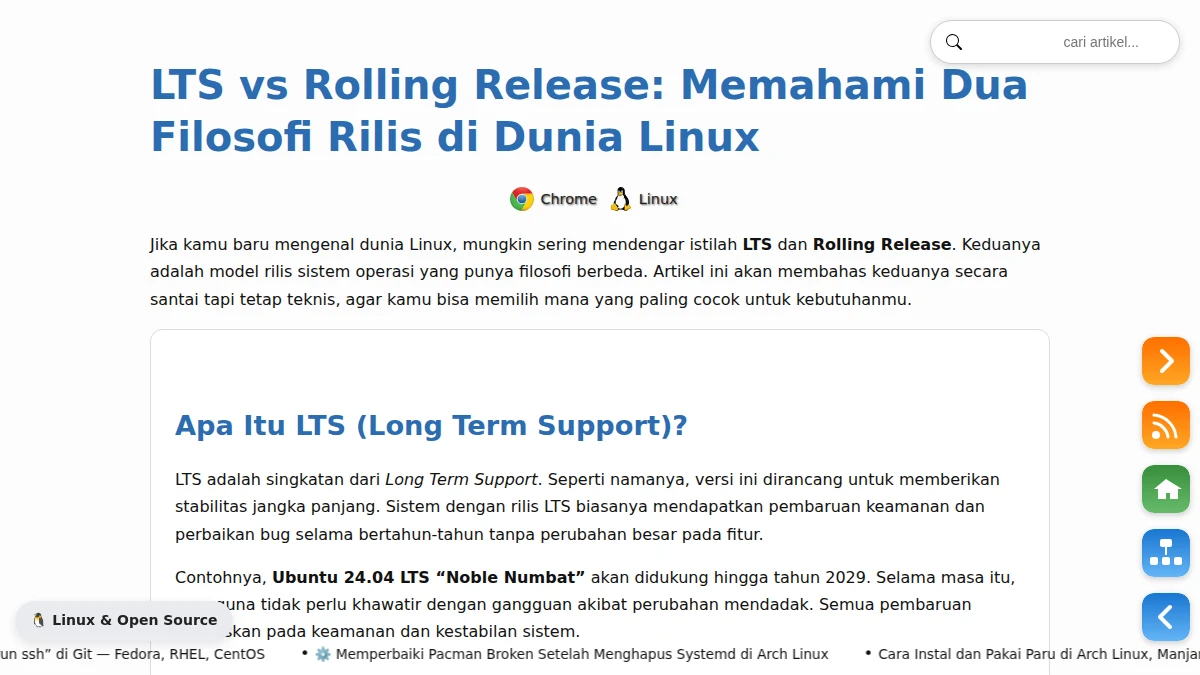 cari artikel...
LTS vs Rolling Release: Memahami Dua
Filosofi Rilis di Dunia Linux
Chrome Linux
Jika kamu baru mengenal dunia Linux, mungkin sering mendengar istilah LTS dan Rolling Release. Keduanya
adalah model rilis sistem operasi yang punya filosofi berbeda. Artikel ini akan membahas keduanya secara
santai tapi tetap teknis, agar kamu bisa memilih mana yang paling cocok untuk kebutuhanmu.
Apa Itu LTS (Long Term Support)?
LTS adalah singkatan dari Long Term Support. Seperti namanya, versi ini dirancang untuk memberikan
stabilitas jangka panjang. Sistem dengan rilis LTS biasanya mendapatkan pembaruan keamanan dan
perbaikan bug selama bertahun-tahun tanpa perubahan besar pada fitur.
Contohnya, Ubuntu 24.04 LTS “Noble Numbat” akan didukung hingga tahun 2029. Selama masa itu,
tidak perlu khawatir dengan gangguan akibat perubahan mendadak. Semua pembaruan
pada keamanan dan kestabilan sistem.
🐧 Linux & Open Source
un ssh” di Git — Fedora, RHEL, CentOS • ⚙️ Memperbaiki Pacman Broken Setelah Menghapus Systemd di Arch Linux • Cara Instal dan Pakai Paru di Arch Linux, Manjar